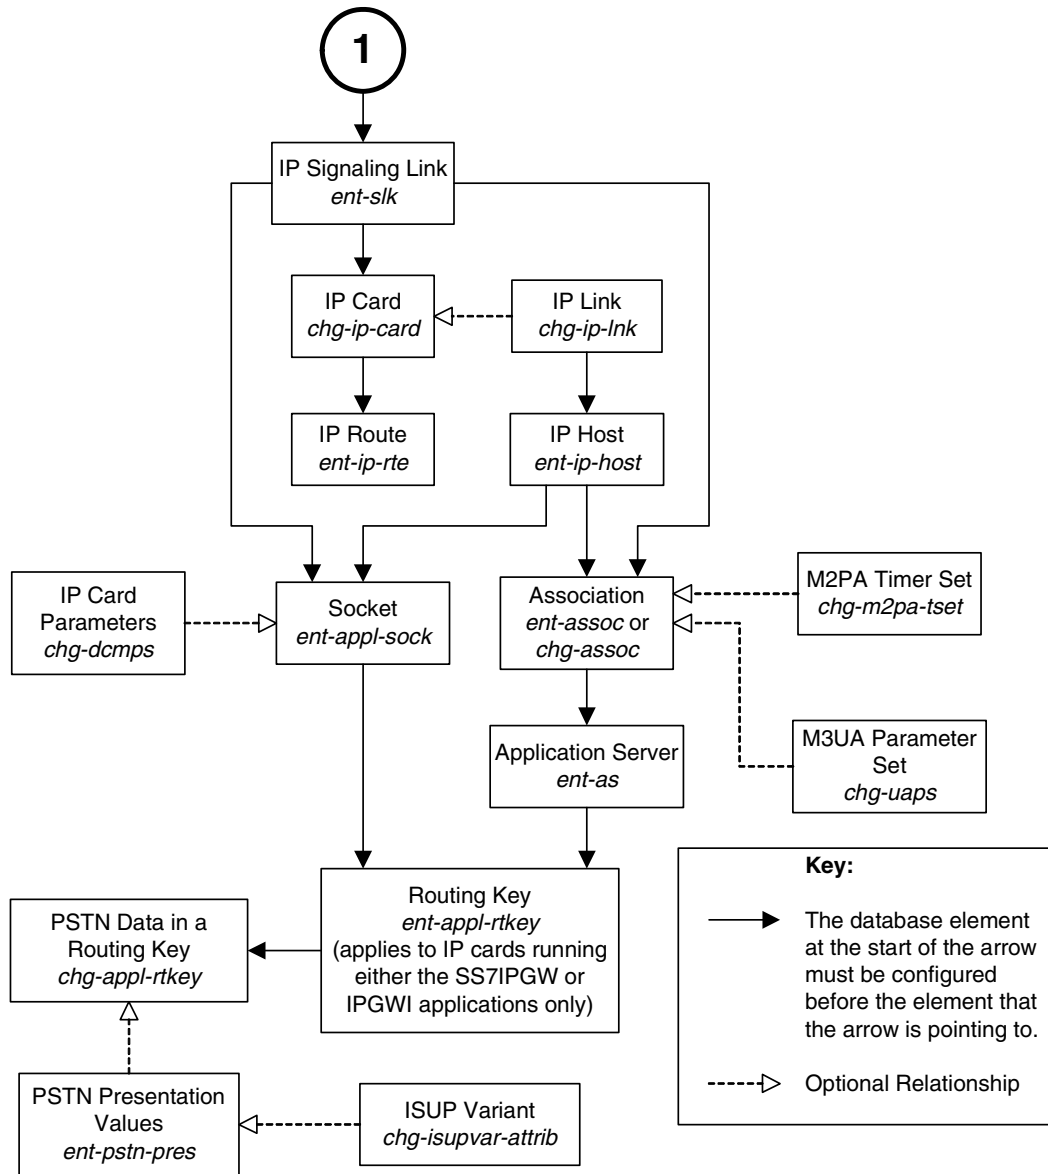 1
IP Signaling Link
ent-slk
IP Card
chg-ip-card
IP Link
chg-ip-lnk
IP Route
ent-ip-rte
IP Host
ent-ip-host
IP Card
Parameters
chg-dcmps
Socket
ent-appl-sock
Association
ent-assoc or
chg-assoc
M2PA Timer Set
chg-m2pa-tset
Application Server
ent-as
M3UA Parameter
Set
chg-uaps
PSTN Data in a
Routing Key
chg-appl-rtkey
Routing Key
ent-appl-rtkey
(applies to IP cards running
either the SS7IPGW or
IPGWI applications only)
PSTN Presentation
Values
ent-pstn-pres
ISUP Variant
chg-isupvar-attrib
Key:
The database element
at the start of the arrow
must be configured
before the element that
the arrow is pointing to.
Optional Relationship